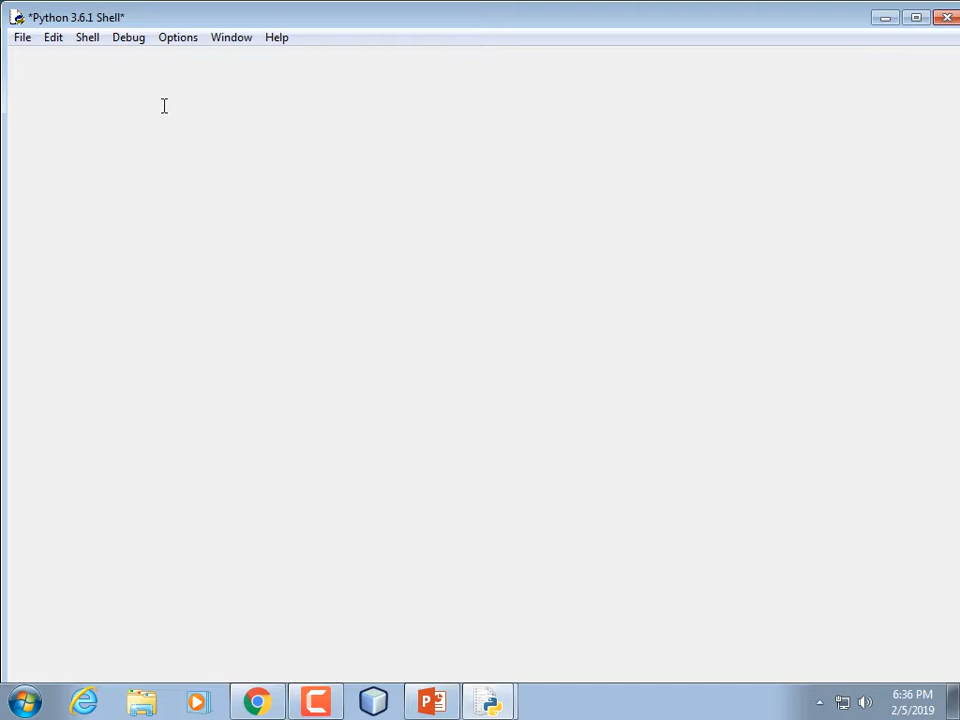 *Python 3.6.1 Shell*
File Edit Shell Debug Options Window Help
6:36 PM
2/5/2019